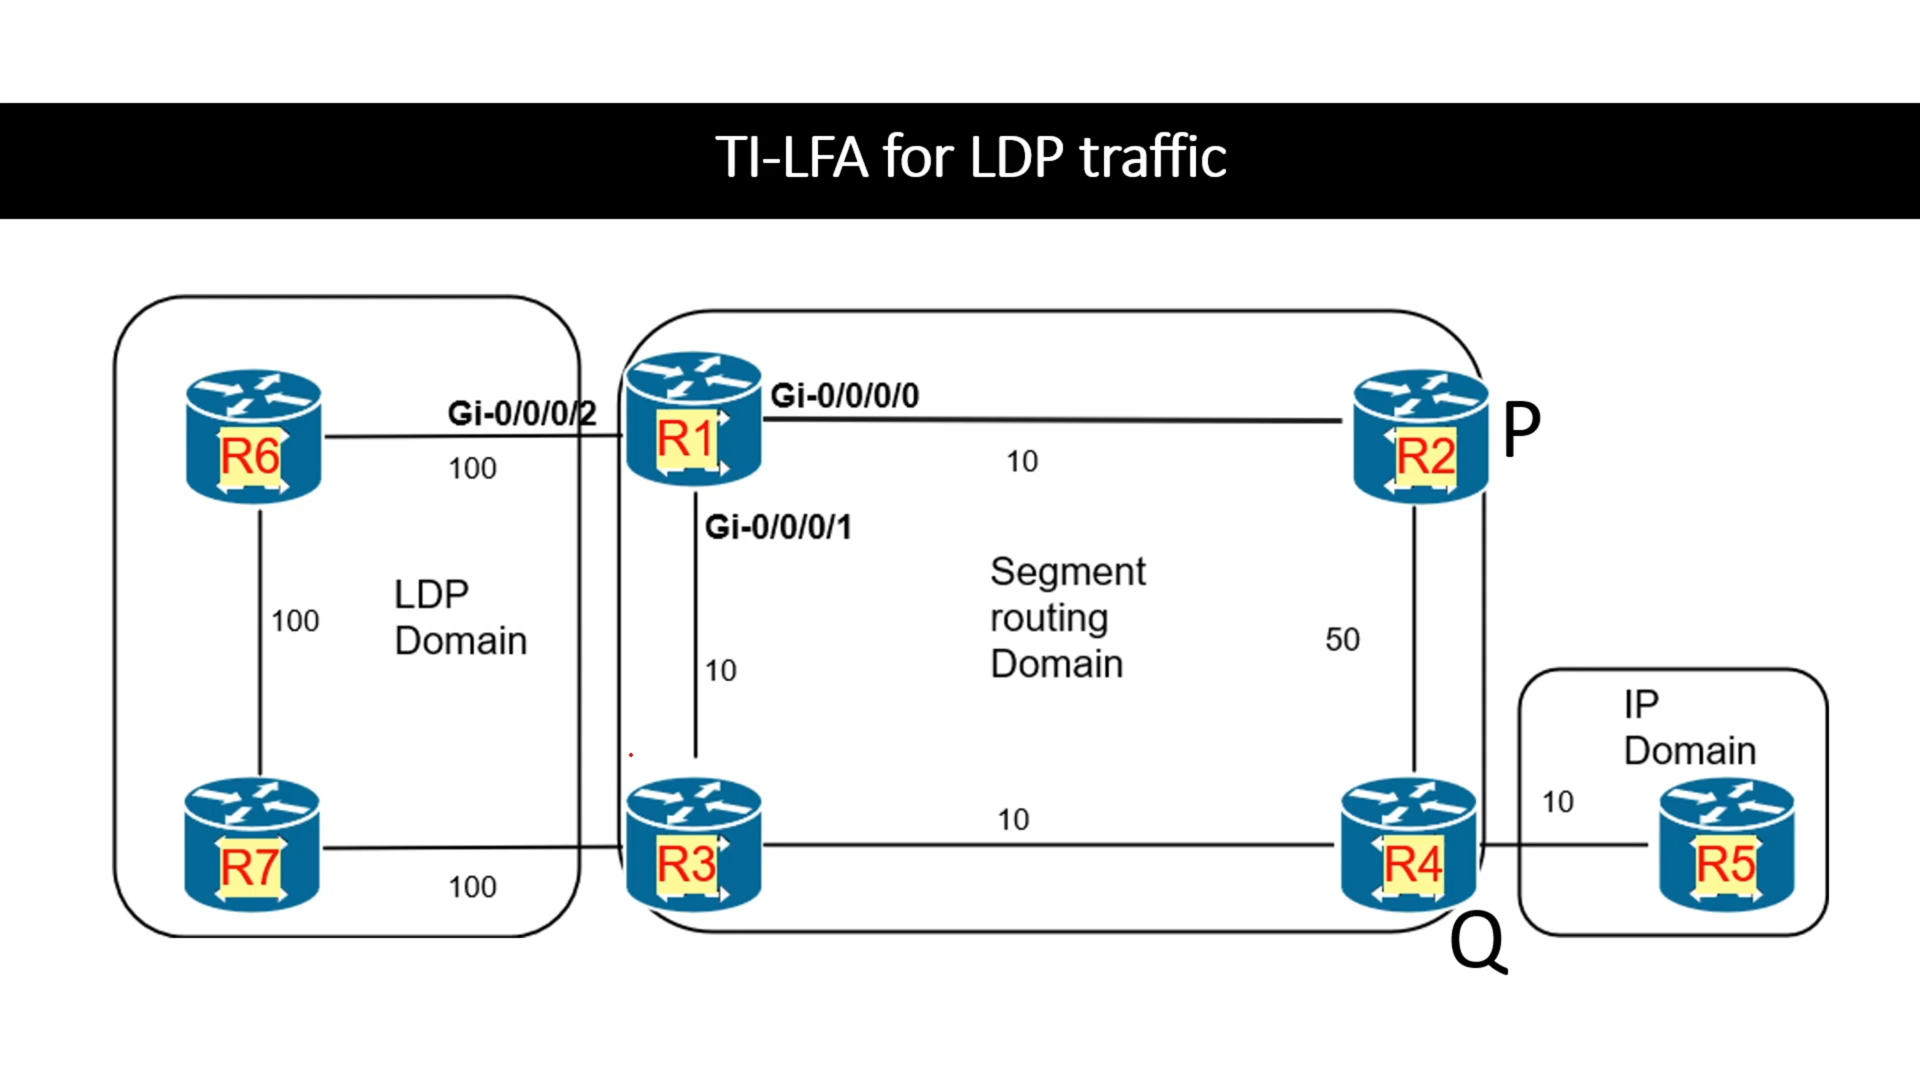 TI-LFA for LDP traffic
Gi-0/0/0/2
Gi-0/0/0/0
R6
R1
R2
P
100
10
Gi-0/0/0/1
Segment
routing
Domain
LDP
Domain
100
10
50
IP
Domain
10
10
R7
R3
R4
R5
100
Q